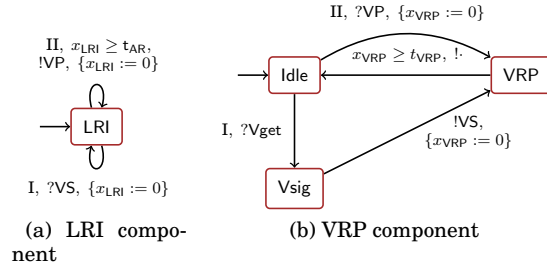 II, x_LRI ≥ t_AR,
!VP, {x_LRI := 0}
LRI
I, ?VS, {x_LRI := 0}
(a) LRI compo-
nent
II, ?VP, {x_VRP := 0}
x_VRP ≥ t_VRP, !·
Idle
VRP
I, ?Vget
!VS,
{x_VRP := 0}
Vsig
(b) VRP component